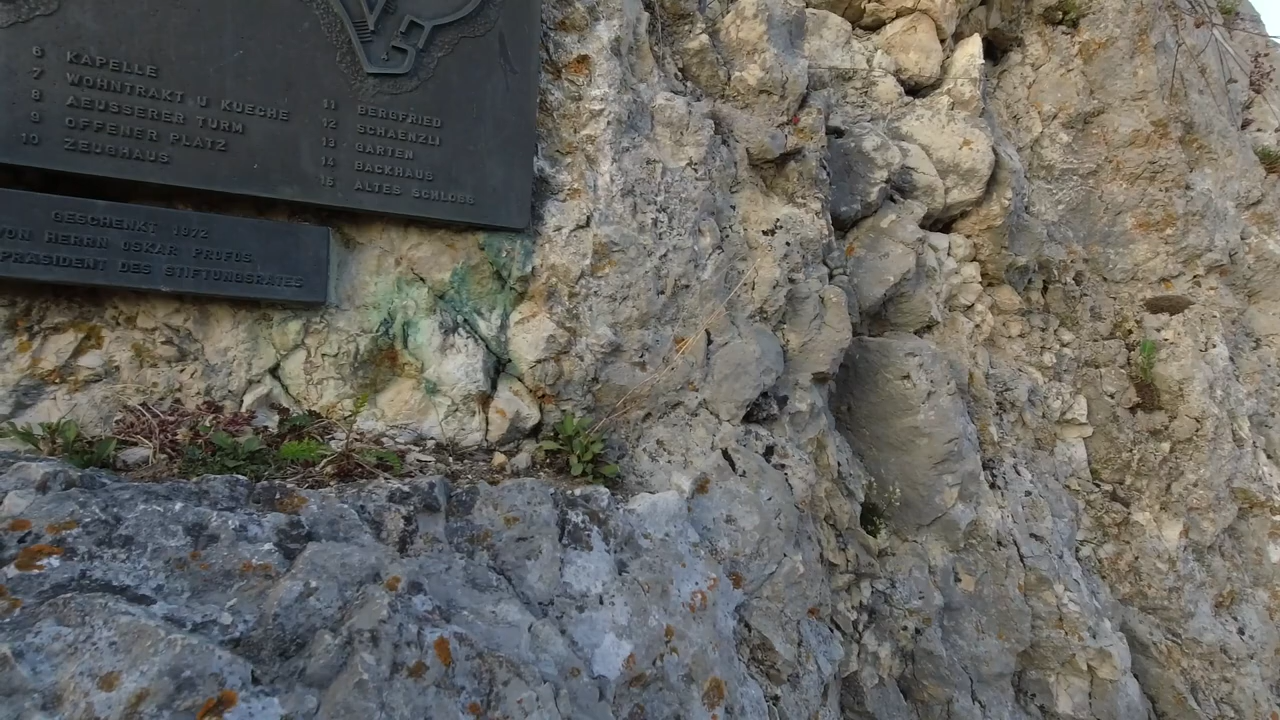 6 KAPELLE
7 WOHNTRAKT U KUECHE
8 AEUSSERER TURM
9 OFFENER PLATZ
10 ZEUGHAUS
11 BERGFRIED
12 SCHAENZLI
13 GARTEN
14 BACKHAUS
15 ALTES SCHLOSS
GESCHENKT 1972
VON HERRN OSKAR PROFOS
PRÄSIDENT DES STIFTUNGSRATES